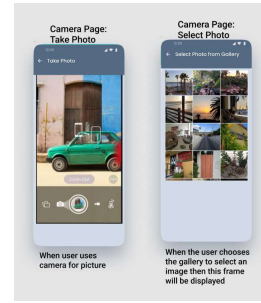 Camera Page:
Take Photo
Take Photo
When user uses
camera for picture
Camera Page:
Select Photo
Select Photo from Gallery
When the user chooses
the gallery to select an
image then this frame
will be displayed